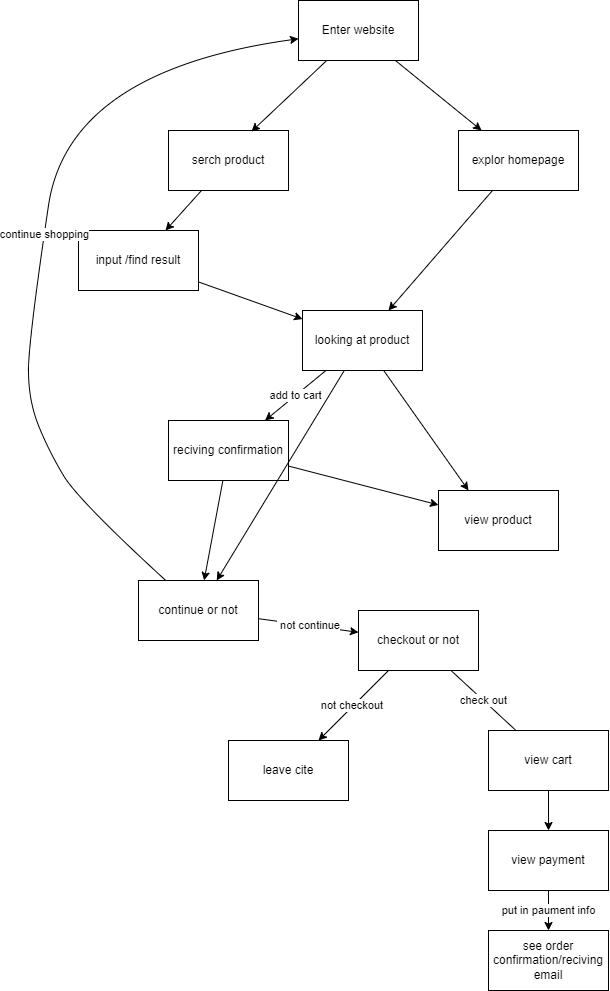 Enter website
serch product
explor homepage
continue shopping
input /find result
looking at product
add to cart
reciving confirmation
view product
continue or not
not continue
checkout or not
not checkout
check out
leave cite
view cart
view payment
put in paument info
see order
confirmation/reciving
email